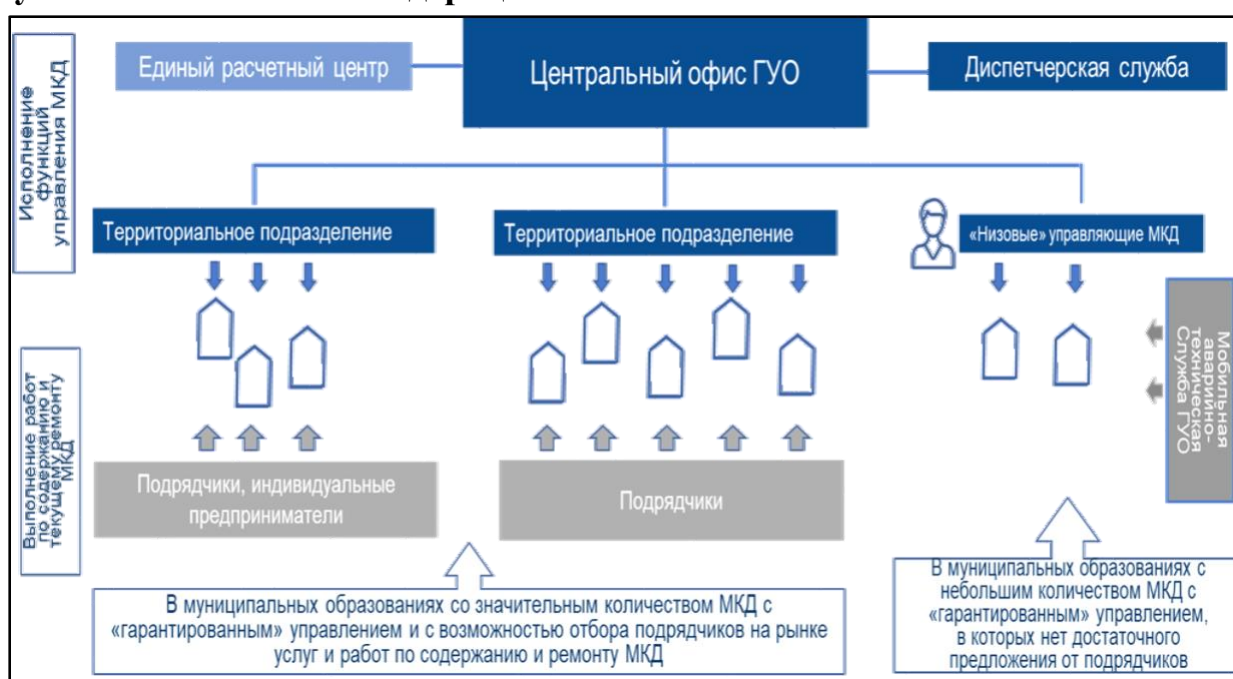 Исполнение
функций
управления МКД
Единый расчетный центр
Центральный офис ГУО
Диспетчерская служба
Территориальное подразделение
Территориальное подразделение
«Низовые» управляющие МКД
Мобильная
аварийно-
техническая
Служба ГУО
Выполнение работ
по содержанию и
текущему ремонту
МКД
Подрядчики, индивидуальные
предприниматели
Подрядчики
В муниципальных образованиях со значительным количеством МКД с
«гарантированным» управлением и с возможностью отбора подрядчиков на рынке
услуг и работ по содержанию и ремонту МКД
В муниципальных образованиях с
небольшим количеством МКД с
«гарантированным» управлением,
в которых нет достаточного
предложения от подрядчиков